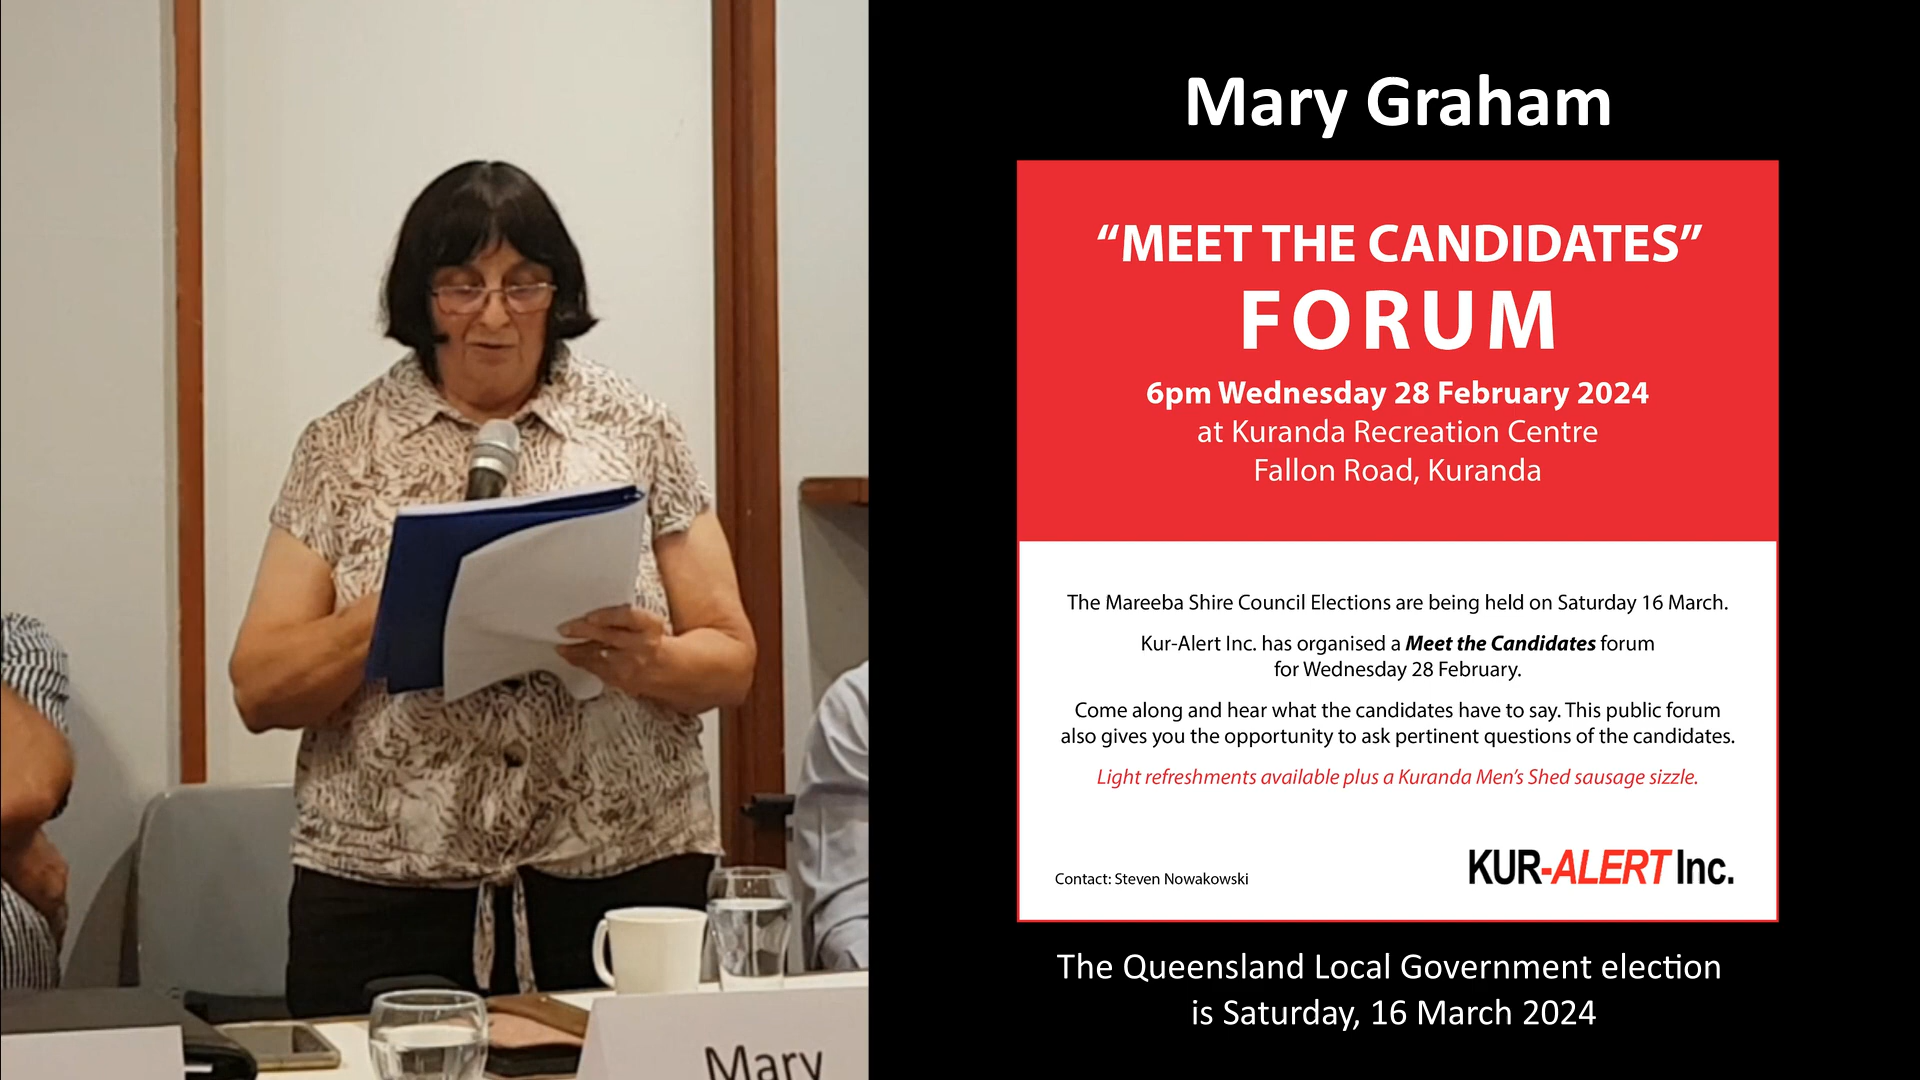 Mary Graham
“MEET THE CANDIDATES”
FORUM
6pm Wednesday 28 February 2024
at Kuranda Recreation Centre
Fallon Road, Kuranda
The Mareeba Shire Council Elections are being held on Saturday 16 March.
Kur-Alert Inc. has organised a Meet the Candidates forum
for Wednesday 28 February.
Come along and hear what the candidates have to say. This public forum
also gives you the opportunity to ask pertinent questions of the candidates.
Light refreshments available plus a Kuranda Men’s Shed sausage sizzle.
Contact: Steven Nowakowski
KUR-ALERT Inc.
The Queensland Local Government election
is Saturday, 16 March 2024
Mary